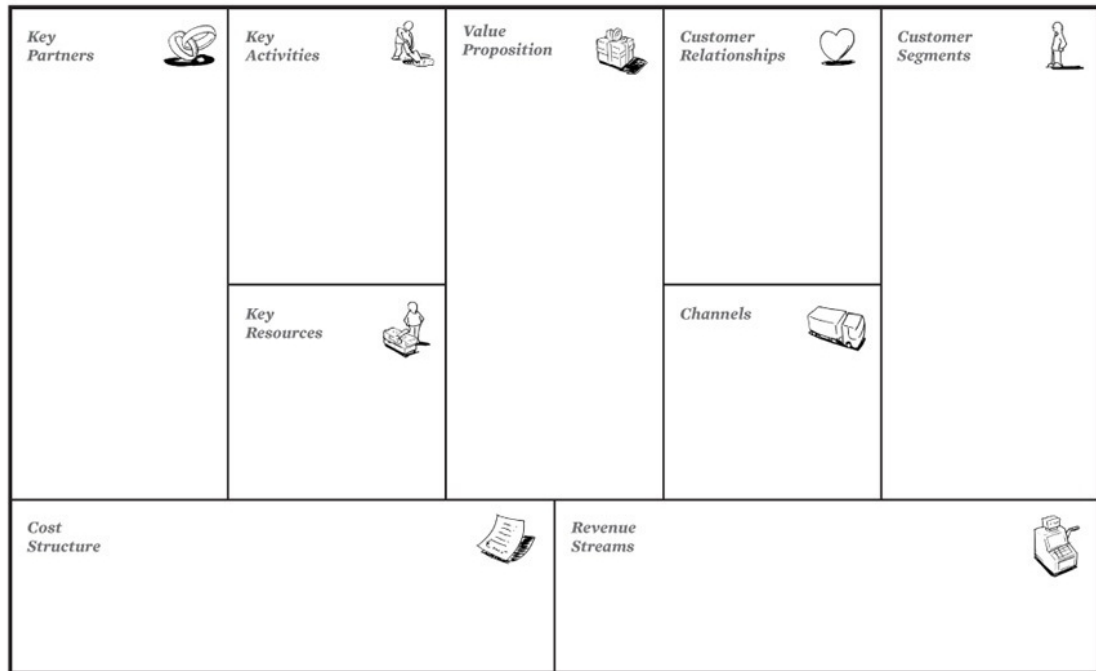 Key
Partners
Key
Activities
Value
Proposition
Customer
Relationships
Customer
Segments
Key
Resources
Channels
Cost
Structure
Revenue
Streams